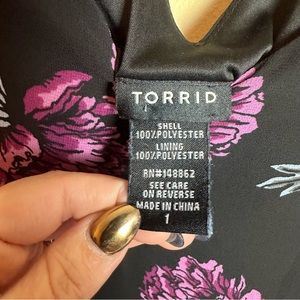 TORRID
SHELL
100%POLYESTER
LINING
100%POLYESTER
RN#148862
SEE CARE
ON REVERSE
MADE IN CHINA
1